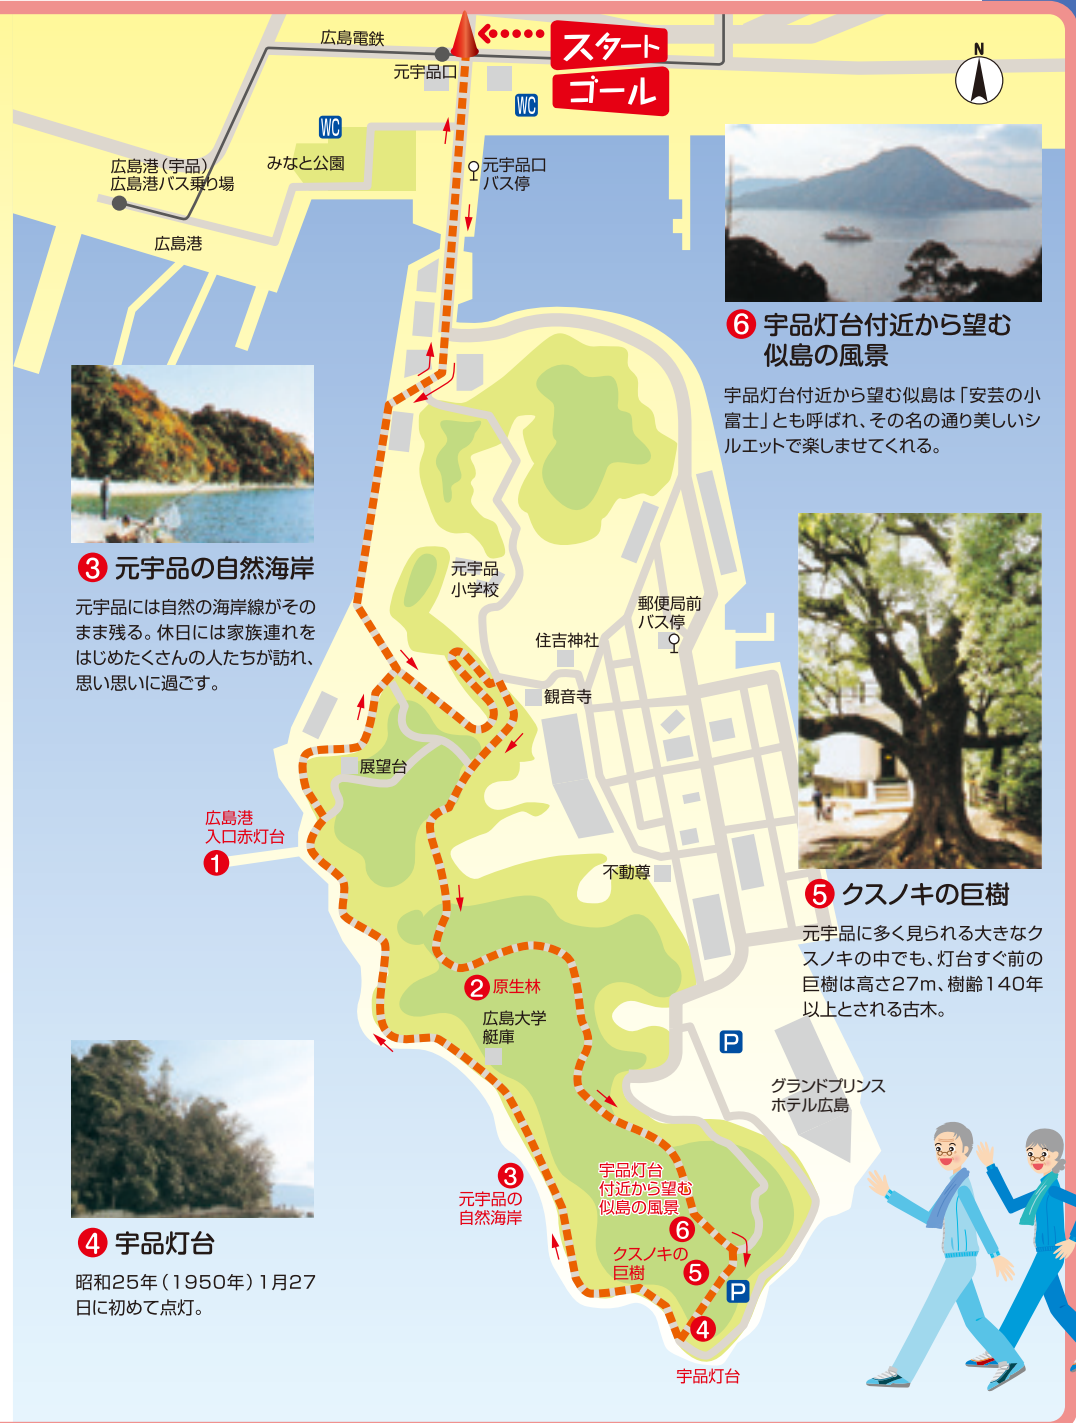 広島電鉄
元宇品口
スタート
ゴール
N
WC
WC
みなと公園
広島港（宇品）
広島港バス乗り場
広島港
元宇品口
バス停
❻ 宇品灯台付近から望む
似島の風景
宇品灯台付近から望む似島は「安芸の小
富士」とも呼ばれ、その名の通り美しいシ
ルエットで楽しませてくれる。
❸ 元宇品の自然海岸
元宇品には自然の海岸線がその
まま残る。休日には家族連れを
はじめたくさんの人たちが訪れ、
思い思いに過ごす。
元宇品
小学校
郵便局前
バス停
住吉神社
観音寺
展望台
広島港
入口赤灯台
❶
不動尊
❺ クスノキの巨樹
元宇品に多く見られる大きなク
スノキの中でも、灯台すぐ前の
巨樹は高さ27m、樹齢140年
以上とされる古木。
❷ 原生林
広島大学
艇庫
P
グランドプリンス
ホテル広島
❹ 宇品灯台
昭和25年（1950年）1月27
日に初めて点灯。
❸
元宇品の
自然海岸
宇品灯台
付近から望む
似島の風景
❻
クスノキの
巨樹 ❺
P
❹
宇品灯台